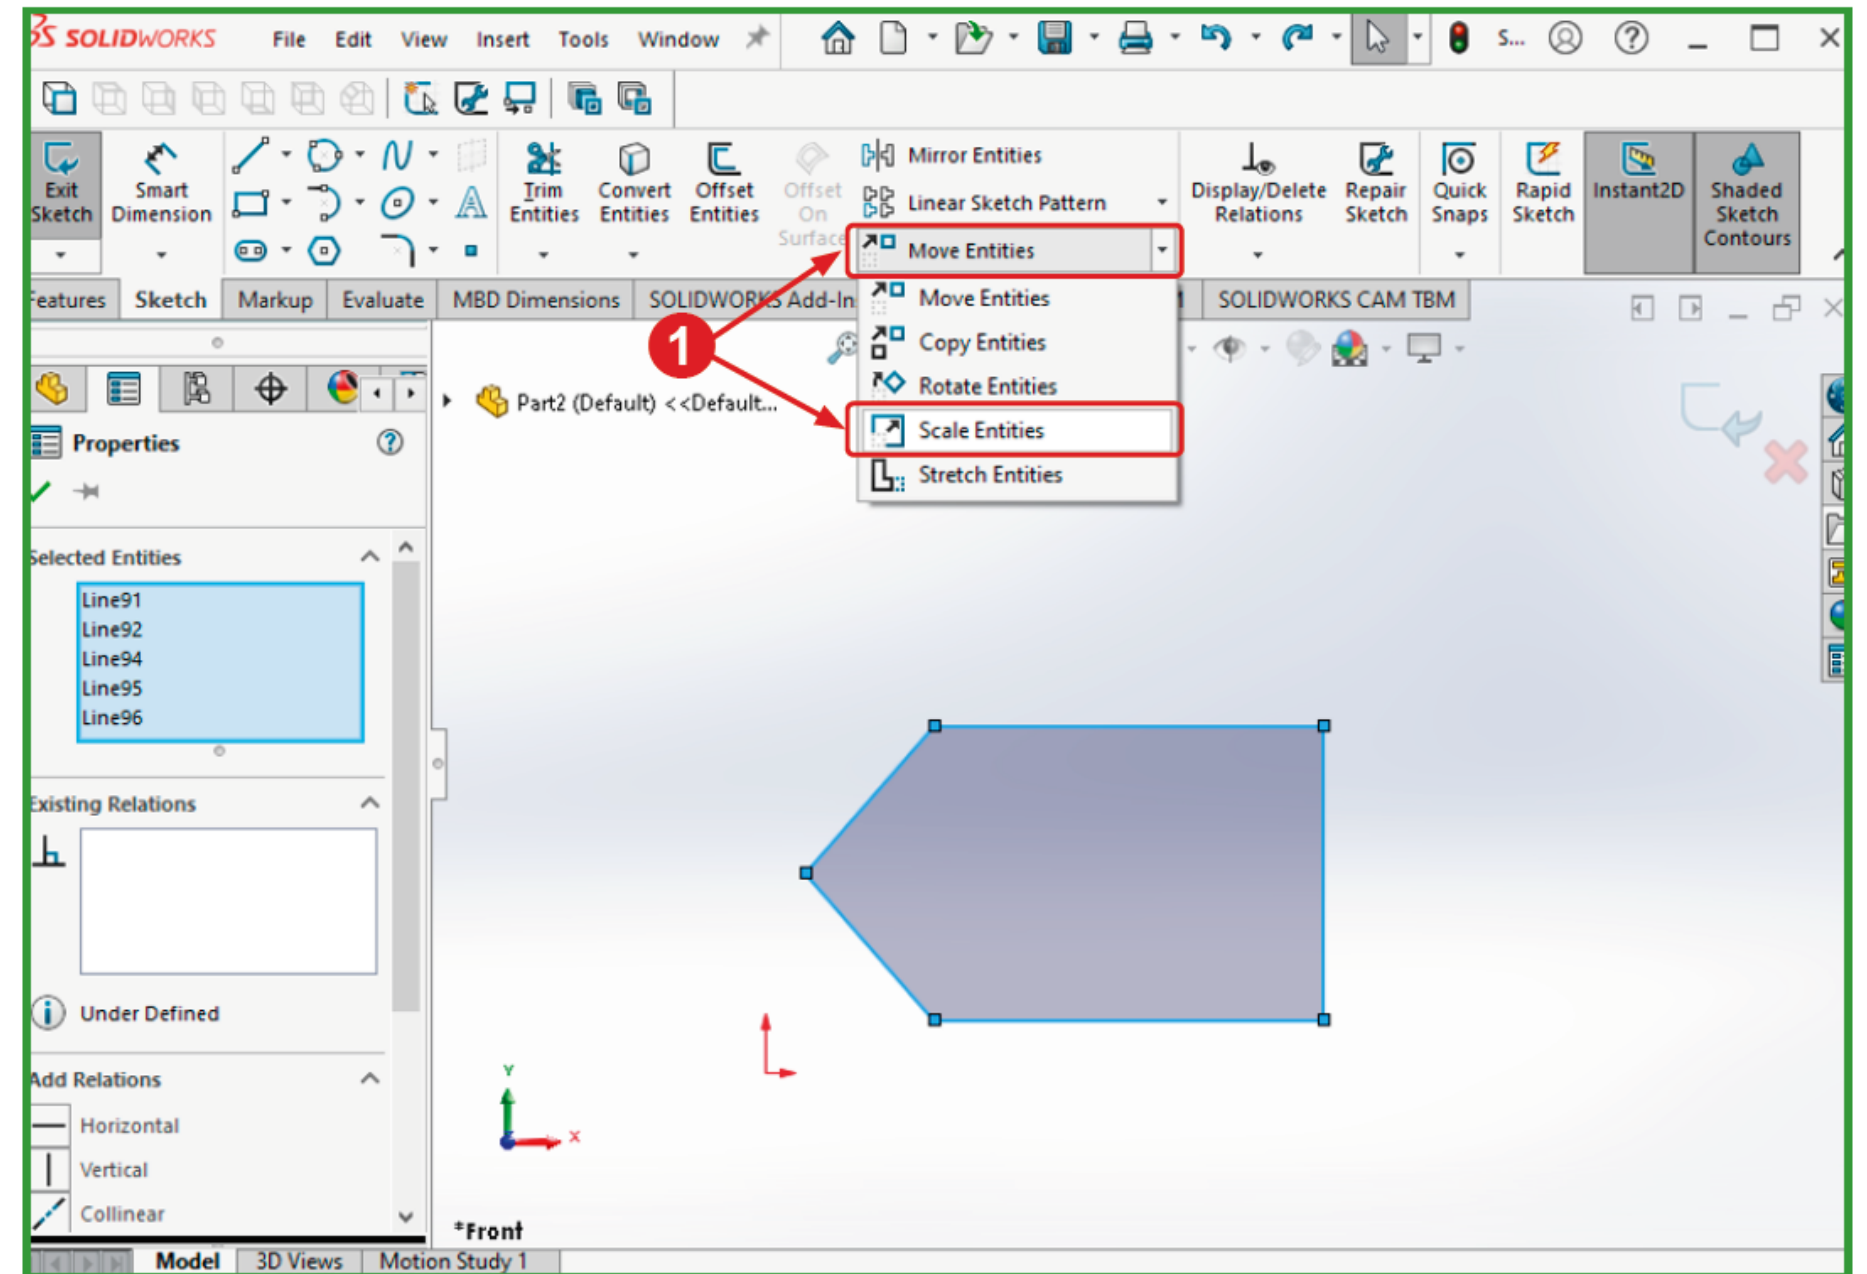 SOLIDWORKS File Edit View Insert Tools Window S... ?
Exit Sketch
Smart Dimension
Trim Entities
Convert Entities
Offset Entities
Offset On Surface
Mirror Entities
Linear Sketch Pattern
Move Entities
Display/Delete Relations
Repair Sketch
Quick Snaps
Rapid Sketch
Instant2D
Shaded Sketch Contours
Features Sketch Markup Evaluate MBD Dimensions SOLIDWORKS Add-In SOLIDWORKS CAM TBM
Move Entities
Copy Entities
Rotate Entities
Scale Entities
Stretch Entities
1
Part2 (Default) <<Default...
Properties ?
Selected Entities
Line91
Line92
Line94
Line95
Line96
Existing Relations
Under Defined
Add Relations
Horizontal
Vertical
Collinear
Y
X
*Front
Model 3D Views Motion Study 1